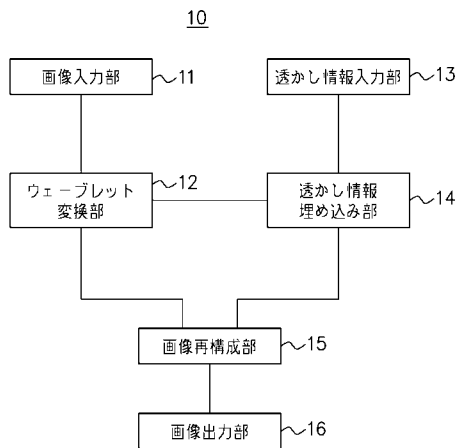 10
画像入力部
11
透かし情報入力部
13
ウェーブレット
変換部
12
透かし情報
埋め込み部
14
画像再構成部
15
画像出力部
16